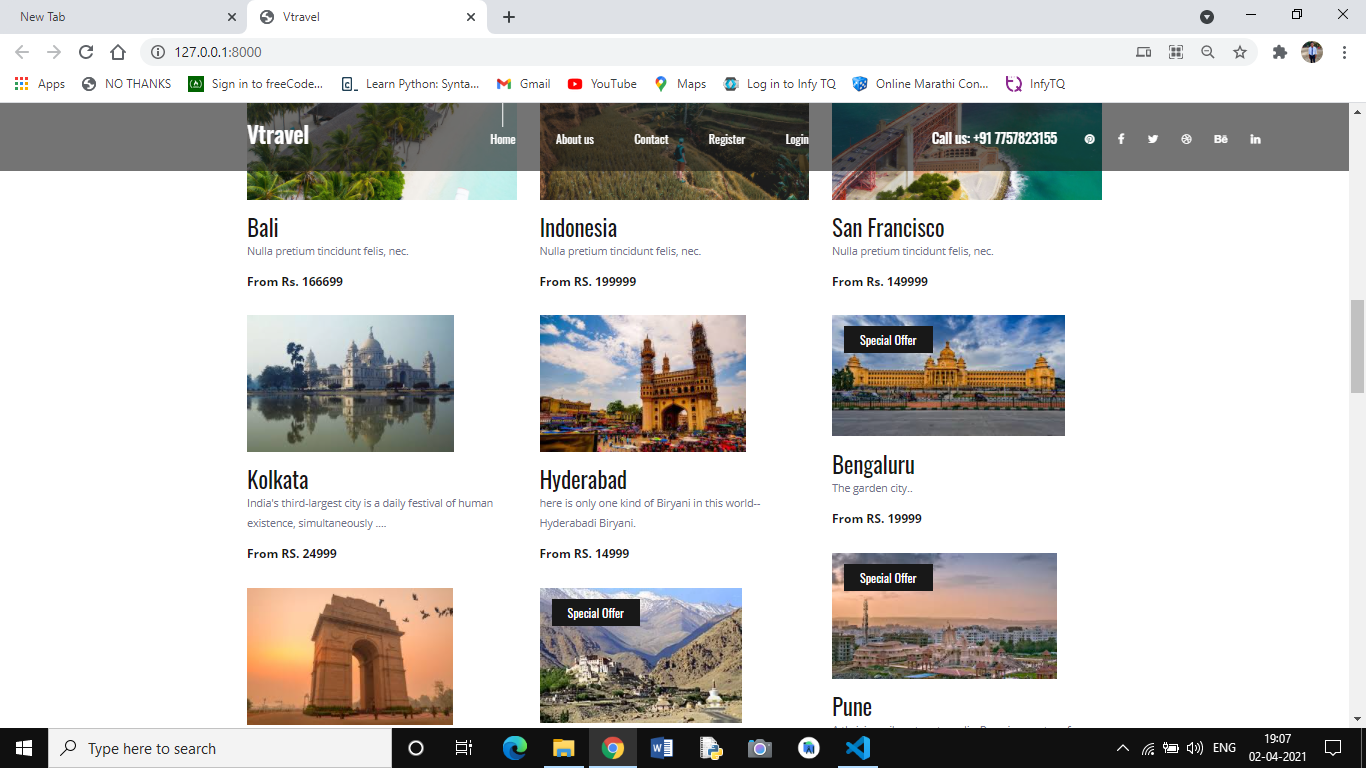 New Tab
Vtravel
127.0.0.1:8000
Apps
NO THANKS
Sign in to freeCode...
Learn Python: Synta...
Gmail
YouTube
Maps
Log in to Infy TQ
Online Marathi Con...
InfyTQ
Vtravel
Home
About us
Contact
Register
Login
Call us: +91 7757823155
Bali
Nulla pretium tincidunt felis, nec.
From Rs. 166699
Indonesia
Nulla pretium tincidunt felis, nec.
From RS. 199999
San Francisco
Nulla pretium tincidunt felis, nec.
From Rs. 149999
Kolkata
India's third-largest city is a daily festival of human
existence, simultaneously ....
From RS. 24999
Hyderabad
here is only one kind of Biryani in this world--
Hyderabadi Biryani.
From RS. 14999
Special Offer
Bengaluru
The garden city..
From RS. 19999
Special Offer
Special Offer
Pune
Type here to search
ENG
19:07
02-04-2021